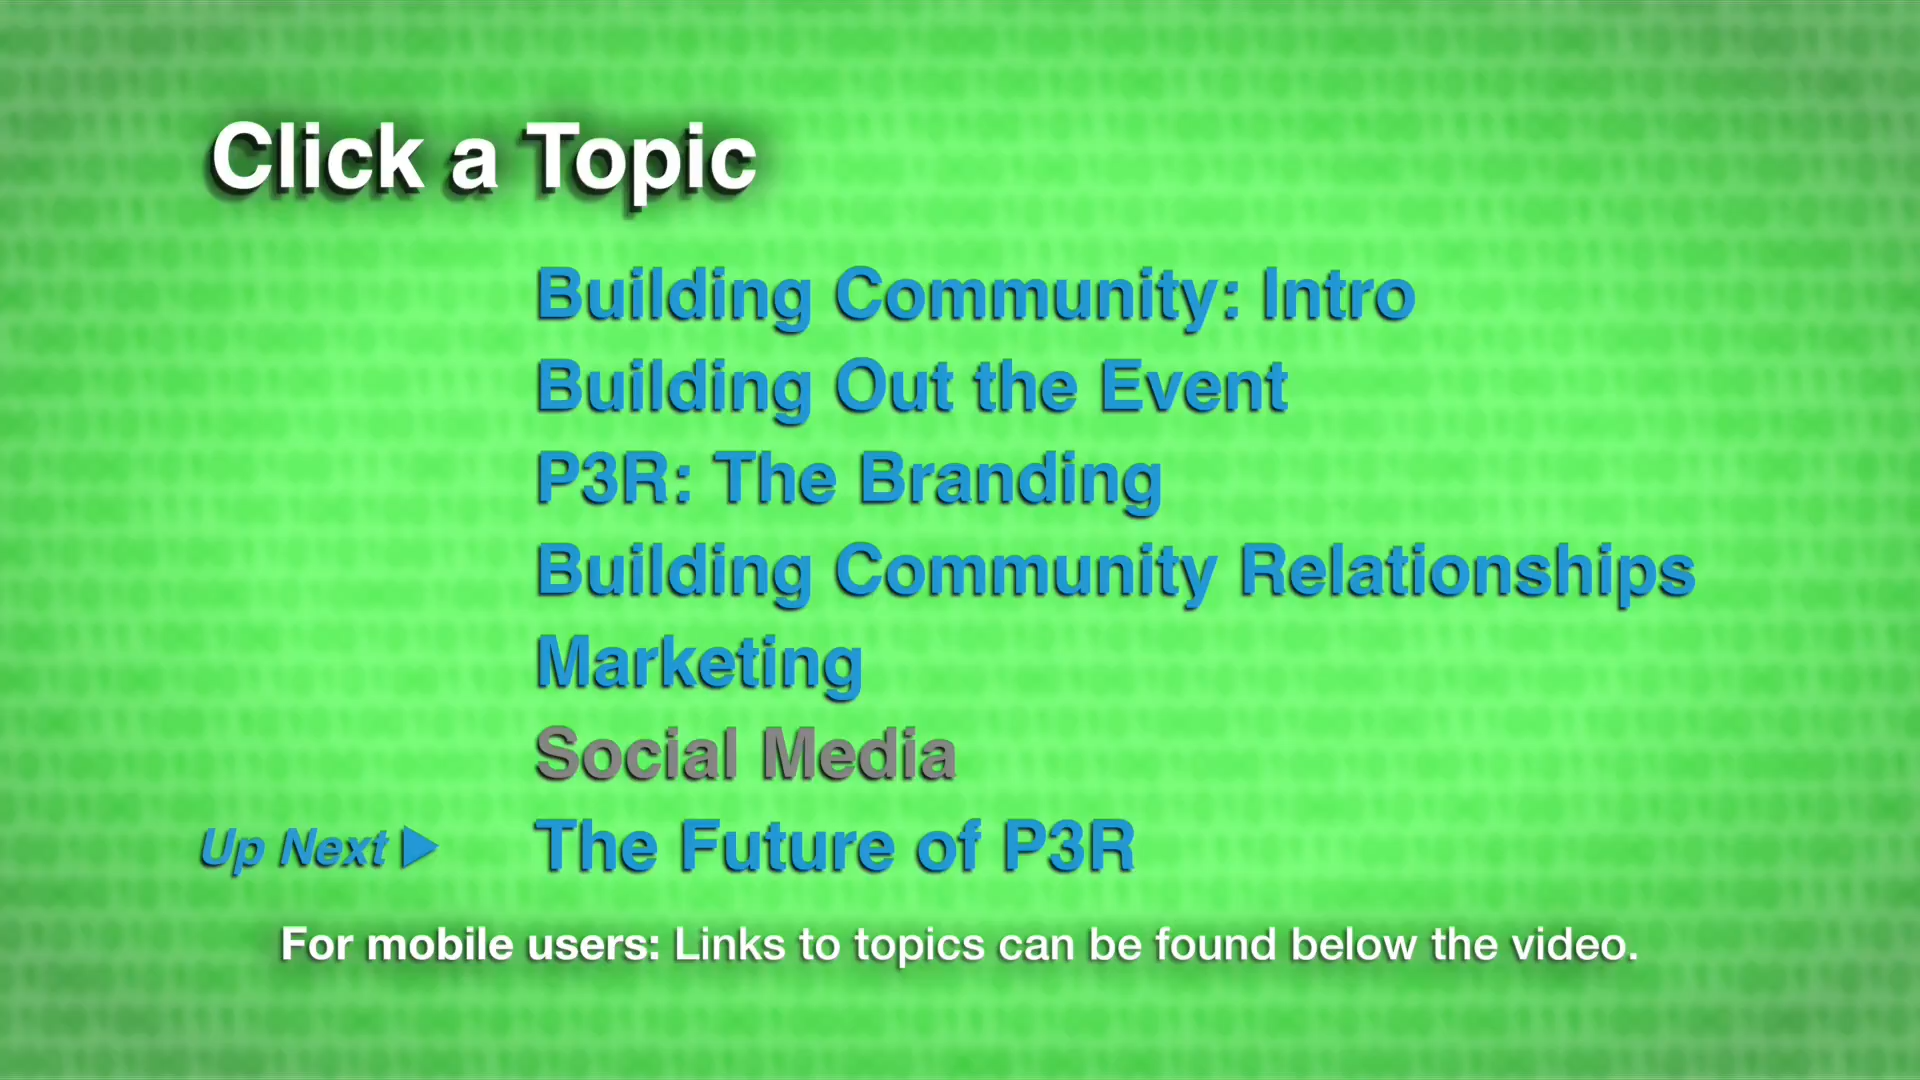 Click a Topic
Building Community: Intro
Building Out the Event
P3R: The Branding
Building Community Relationships
Marketing
Social Media
Up Next ▶ The Future of P3R
For mobile users: Links to topics can be found below the video.